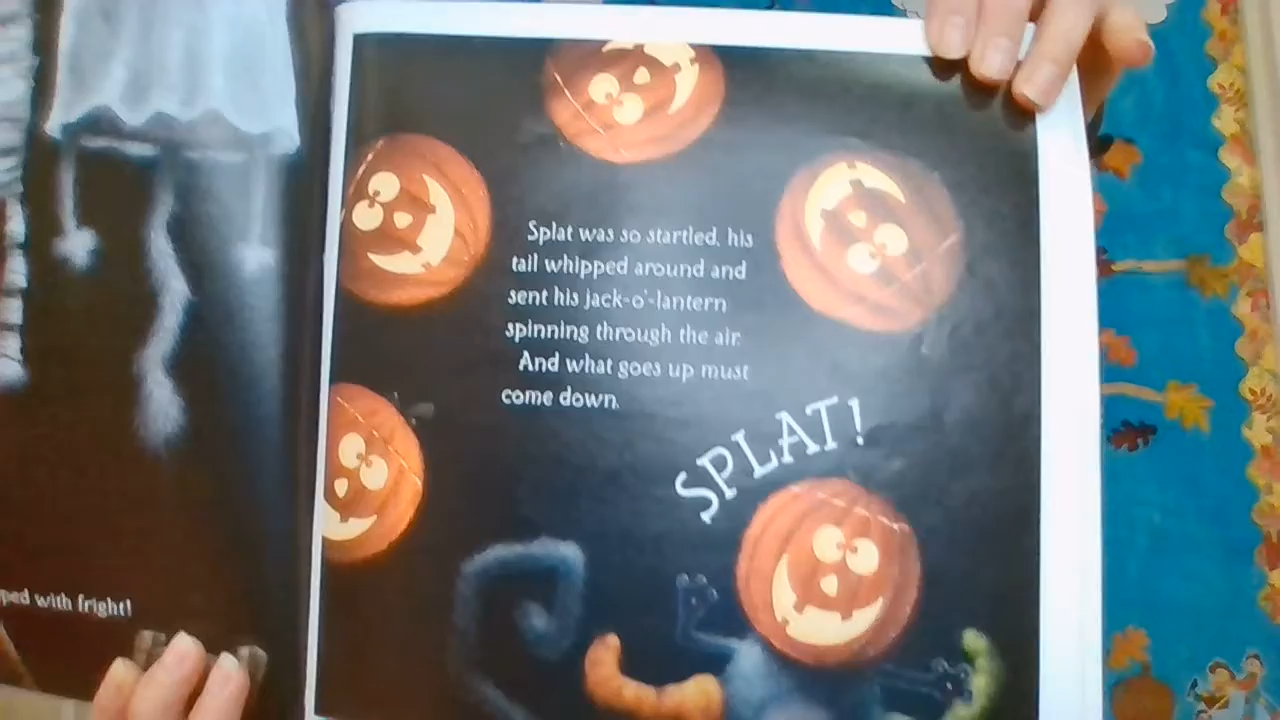 ped with fright!
Splat was so startled, his
tail whipped around and
sent his jack-o'-lantern
spinning through the air.
And what goes up must
come down.
SPLAT!